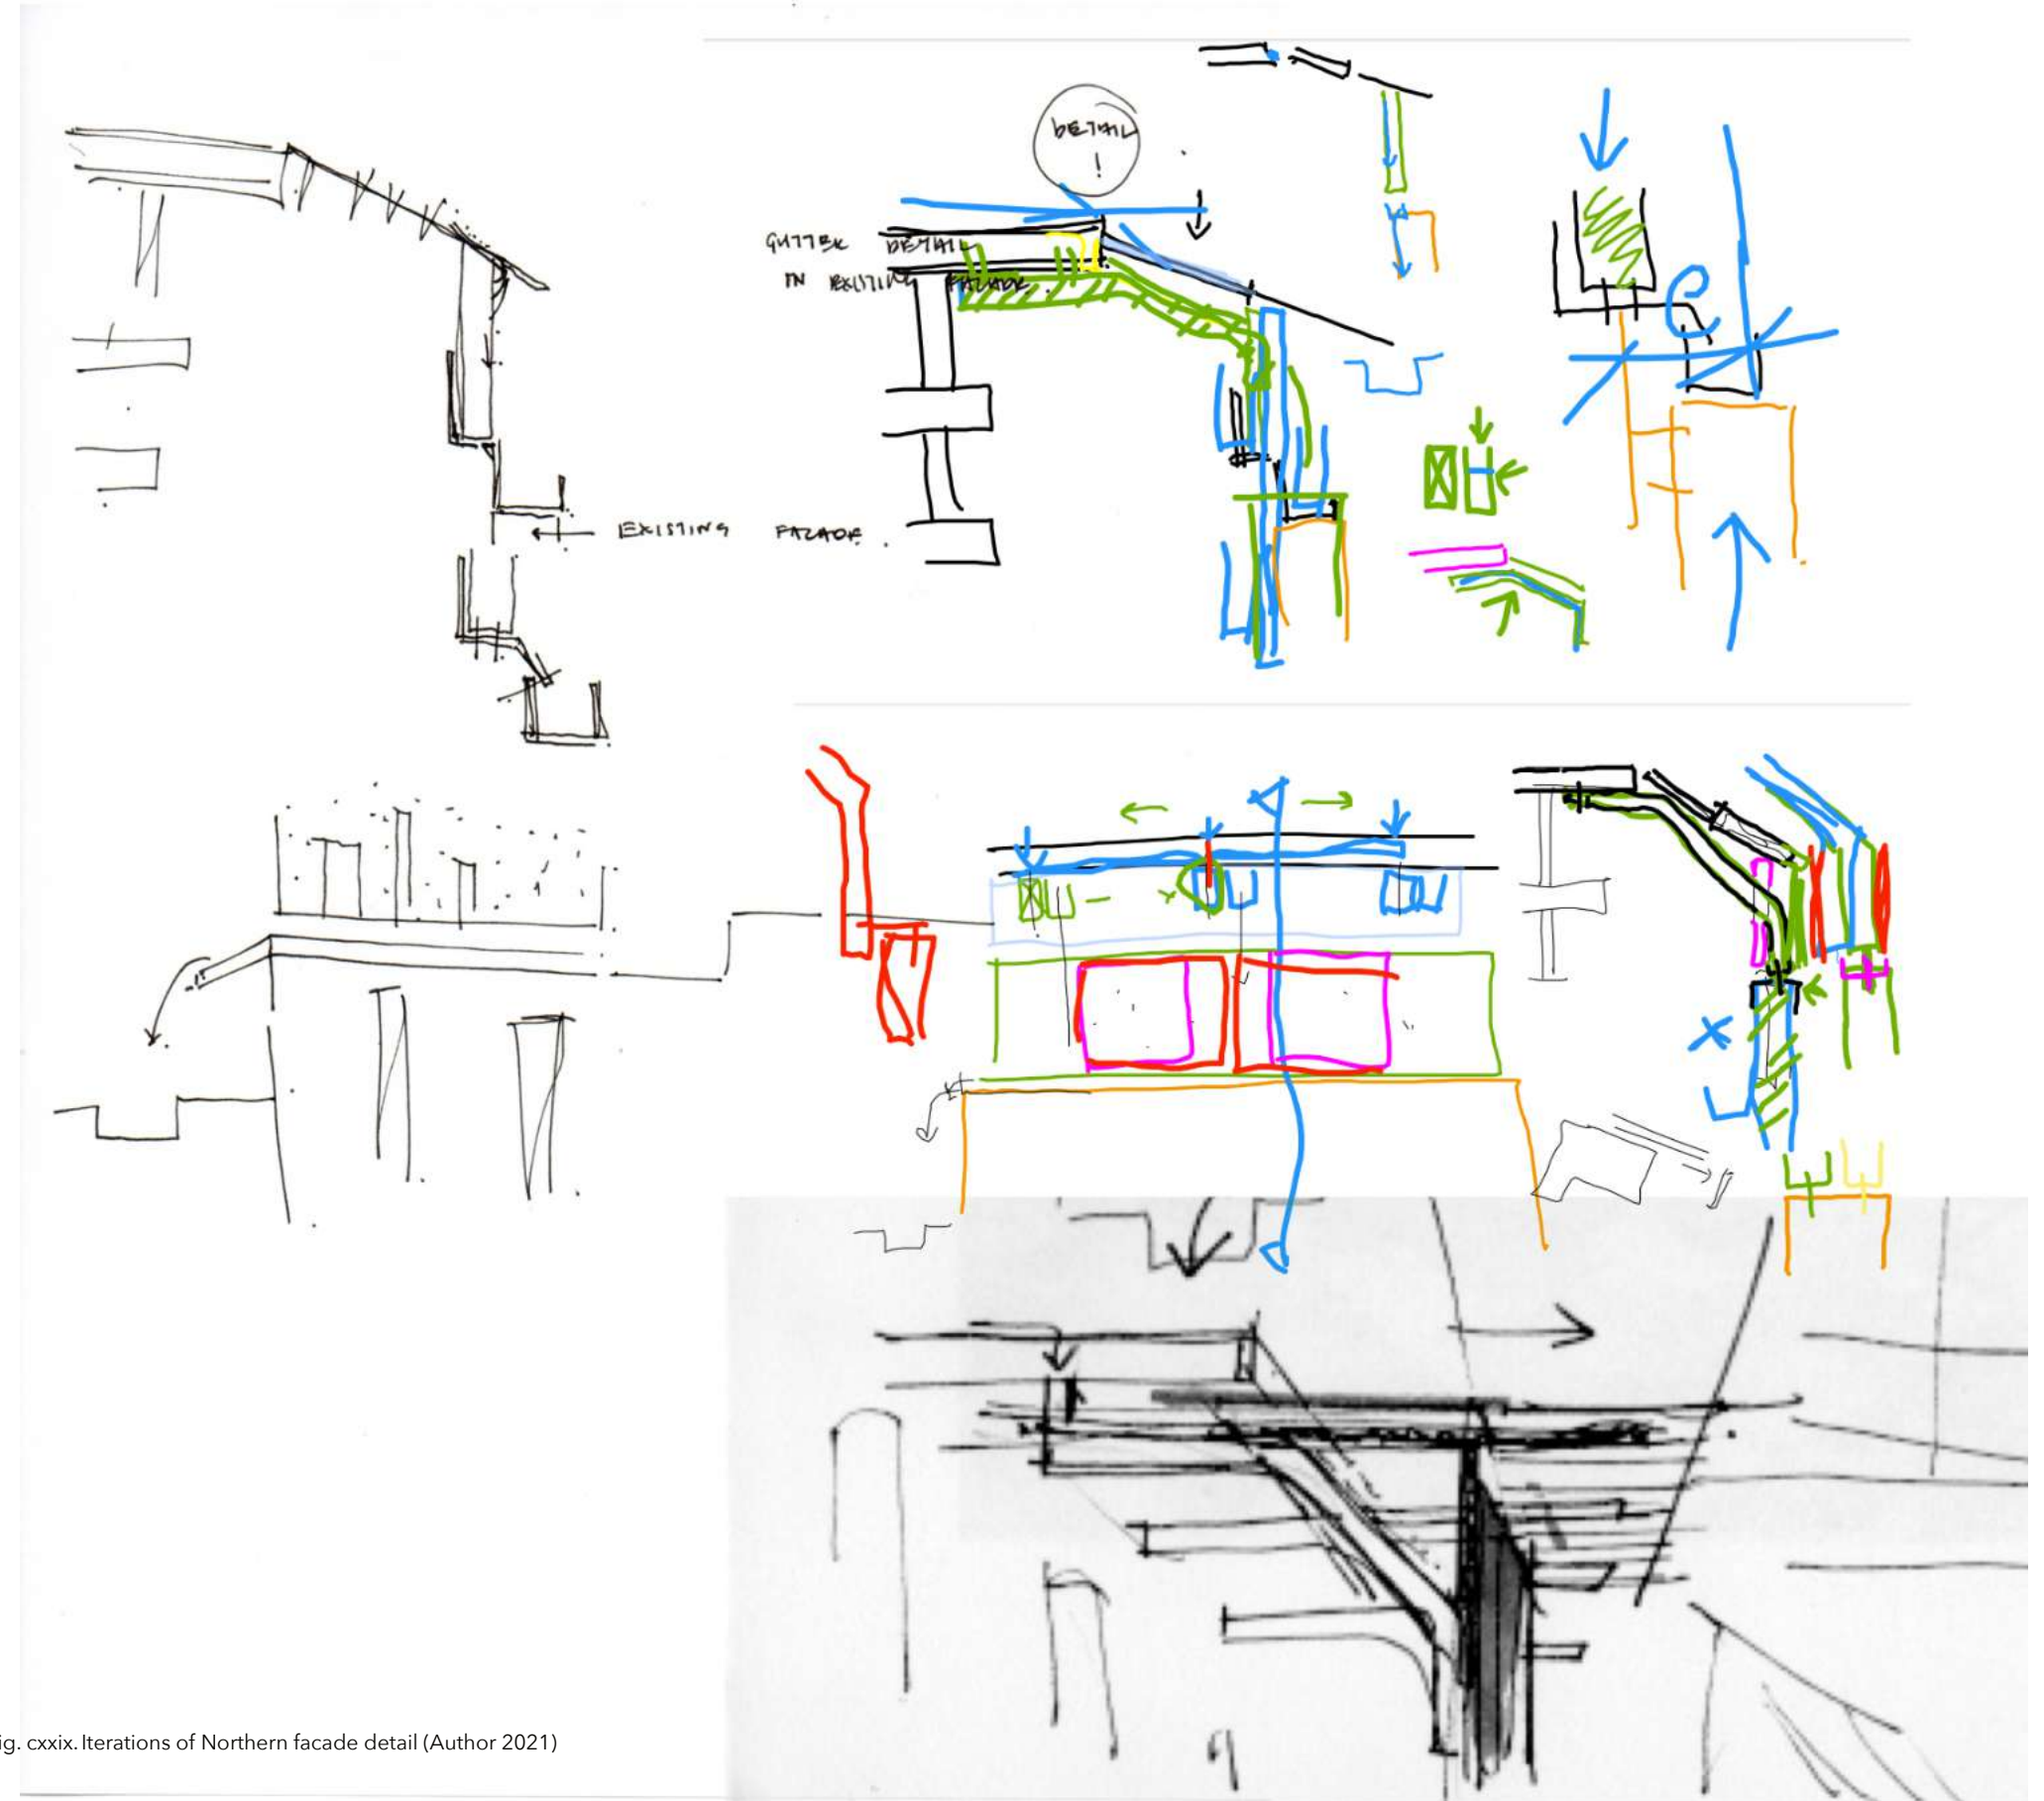 DETAIL
!
GUTTER DETAIL
IN EXISTING FACADE.
EXISTING FACADE.
ig. cxxix. Iterations of Northern facade detail (Author 2021)